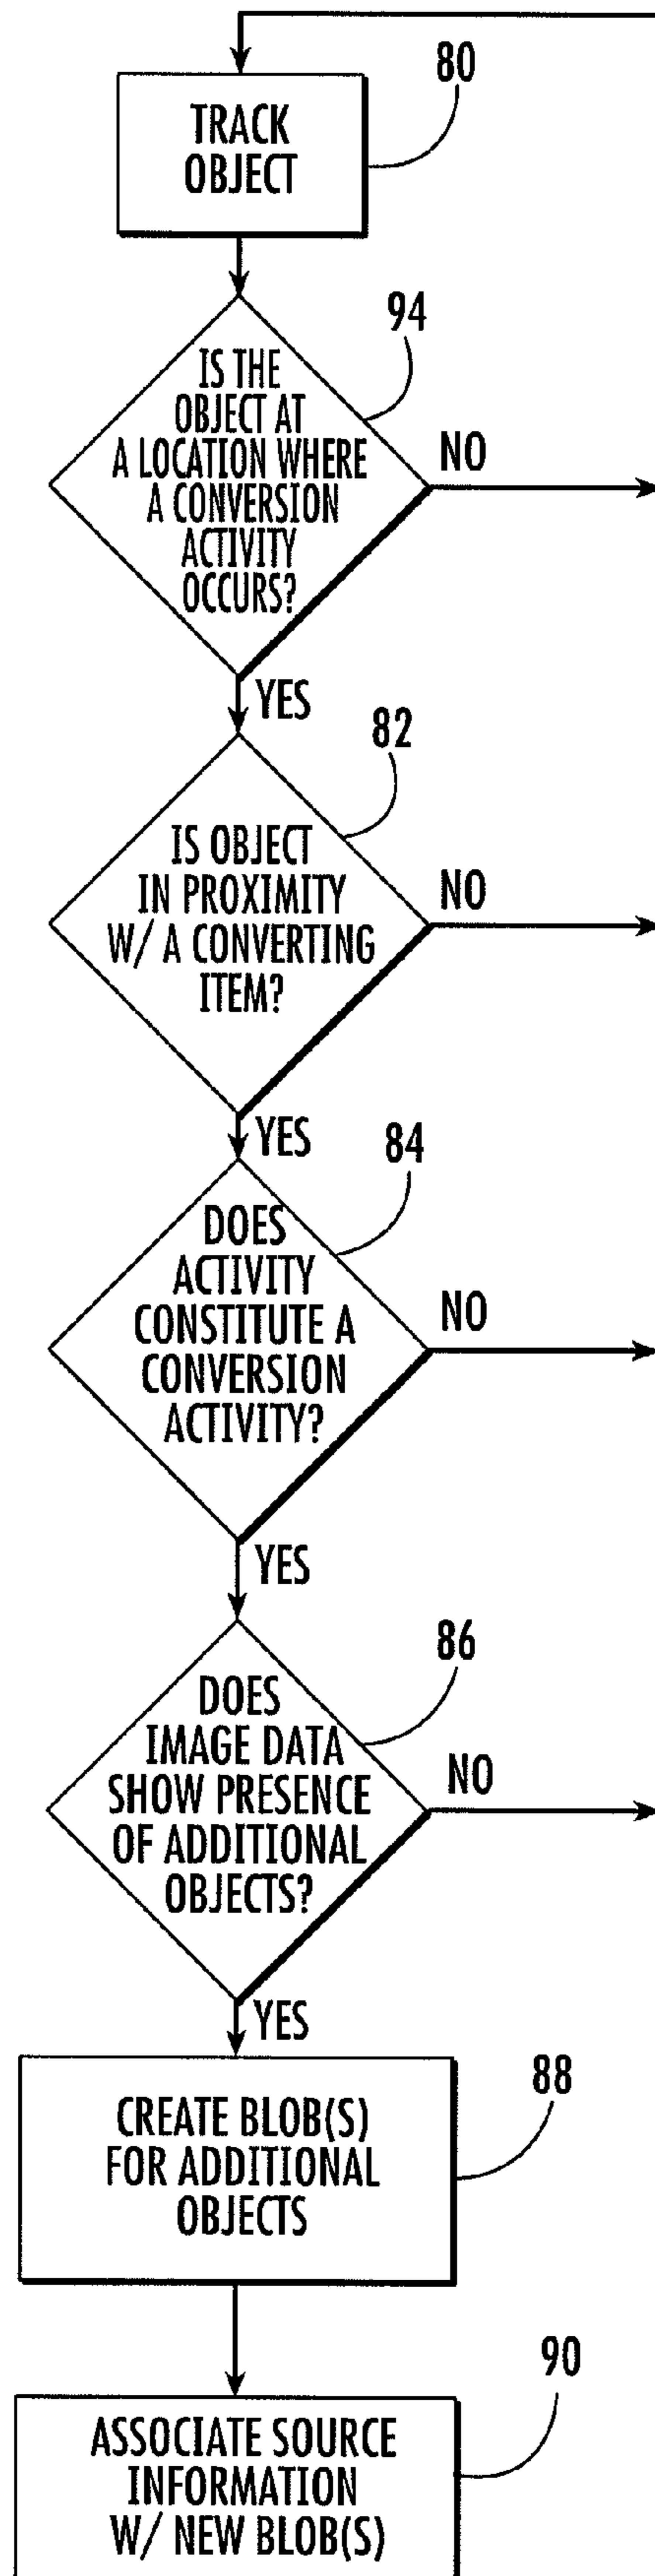 80
TRACK
OBJECT
94
IS THE
OBJECT AT
A LOCATION WHERE
A CONVERSION
ACTIVITY
OCCURS?
NO
YES
82
IS OBJECT
IN PROXIMITY
W/ A CONVERTING
ITEM?
NO
YES
84
DOES
ACTIVITY
CONSTITUTE A
CONVERSION
ACTIVITY?
NO
YES
86
DOES
IMAGE DATA
SHOW PRESENCE
OF ADDITIONAL
OBJECTS?
NO
YES
88
CREATE BLOB(S)
FOR ADDITIONAL
OBJECTS
90
ASSOCIATE SOURCE
INFORMATION
W/ NEW BLOB(S)